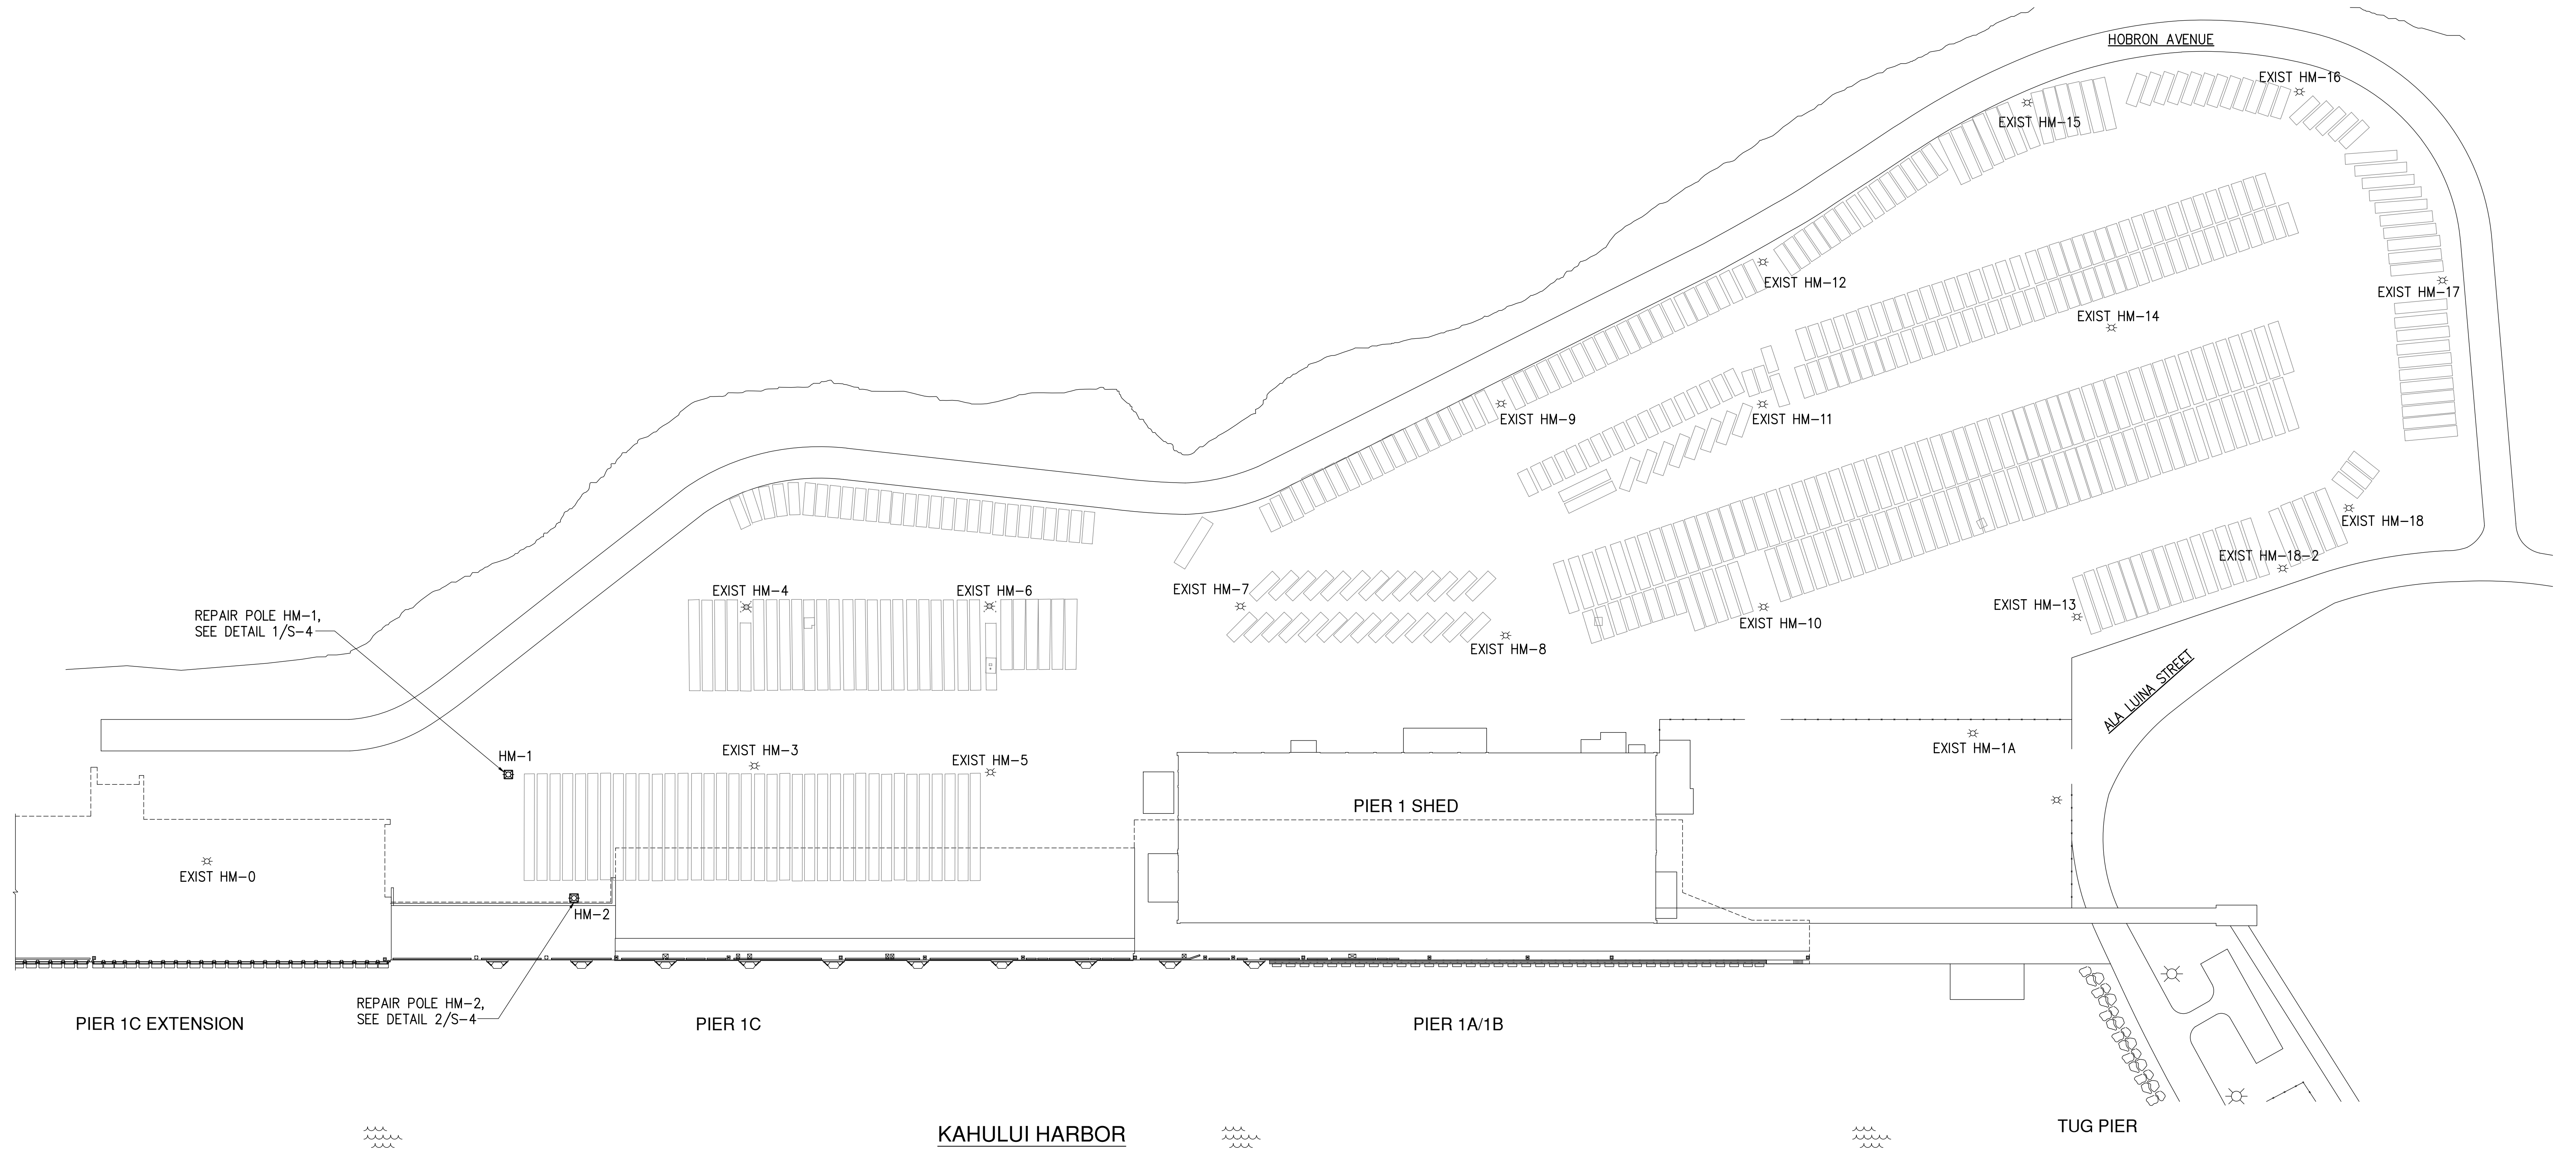 HOBRON AVENUE
EXIST HM-16
EXIST HM-15
EXIST HM-12
EXIST HM-17
EXIST HM-14
EXIST HM-9
EXIST HM-11
EXIST HM-18
EXIST HM-18-2
EXIST HM-4
EXIST HM-6
EXIST HM-7
EXIST HM-13
REPAIR POLE HM-1,
SEE DETAIL 1/S-4
EXIST HM-10
EXIST HM-8
ALA LUINA STREET
HM-1
EXIST HM-3
EXIST HM-5
EXIST HM-1A
PIER 1 SHED
EXIST HM-0
HM-2
REPAIR POLE HM-2,
SEE DETAIL 2/S-4
PIER 1C EXTENSION
PIER 1C
PIER 1A/1B
KAHULUI HARBOR
TUG PIER